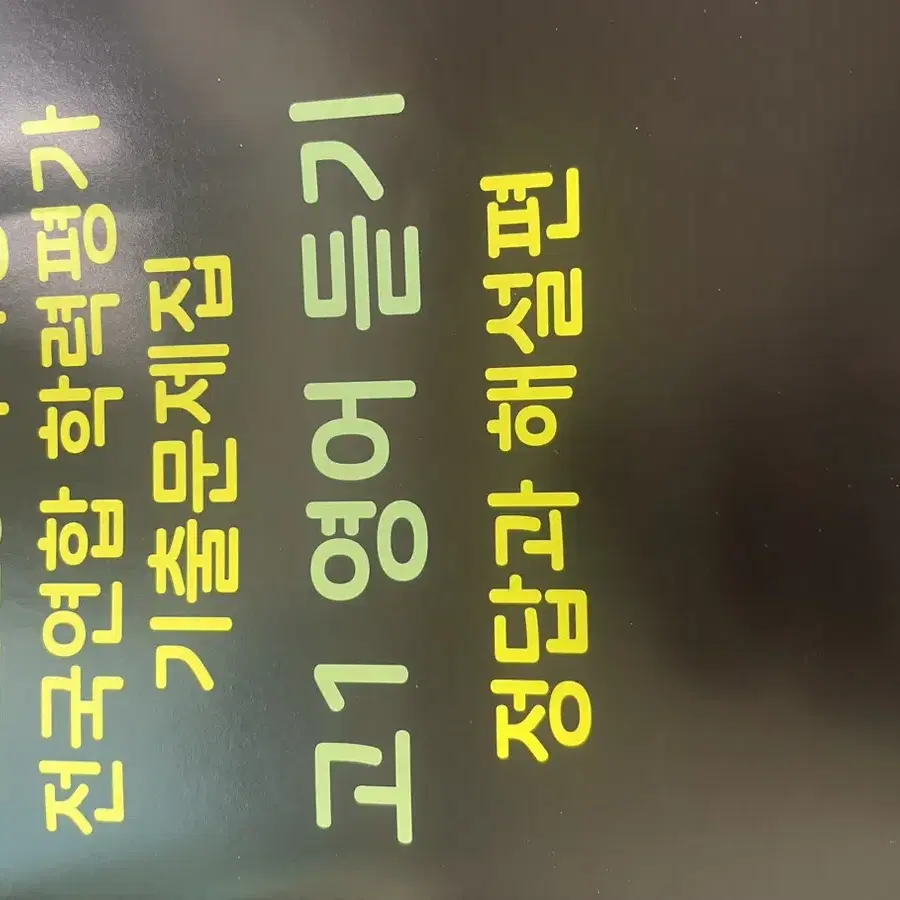 전국연합 학력평가
기출문제집
고1 영어 듣기
정답과 해설편